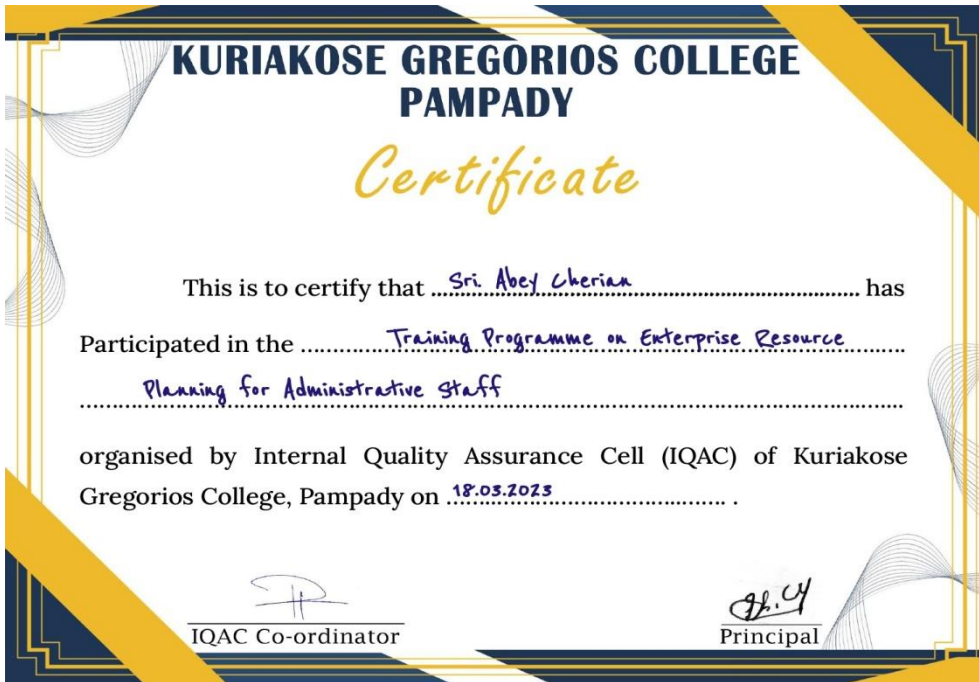 KURIAKOSE GREGORIOS COLLEGE
PAMPADY
Certificate
This is to certify that Sri. Abey Cherian has
Participated in the Training Programme on Enterprise Resource
Planning for Administrative Staff
organised by Internal Quality Assurance Cell (IQAC) of Kuriakose
Gregorios College, Pampady on 18.03.2023 .
IQAC Co-ordinator
Principal